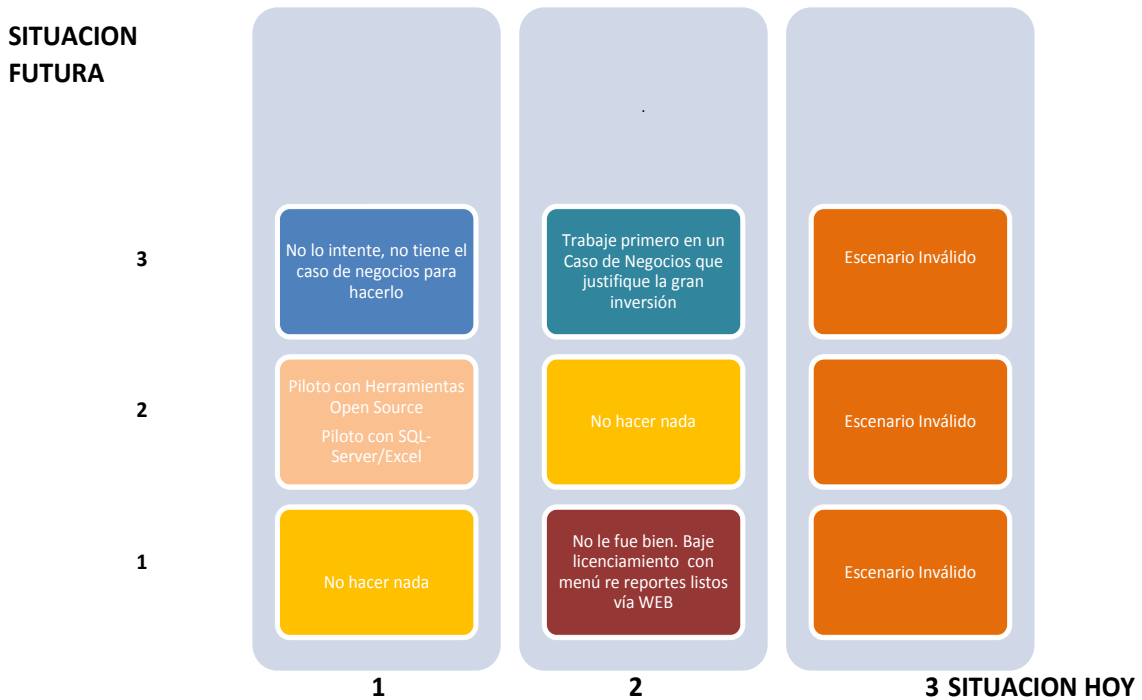 SITUACION
FUTURA
.
3
No lo intente, no tiene el
caso de negocios para
hacerlo
Trabaje primero en un
Caso de Negocios que
justifique la gran
inversión
Escenario Inválido
2
Piloto con Herramientas
Open Source
Piloto con SQL-
Server/Excel
No hacer nada
Escenario Inválido
1
No hacer nada
No le fue bien. Baje
licenciamiento con
menú re reportes listos
vía WEB
Escenario Inválido
1
2
3 SITUACION HOY